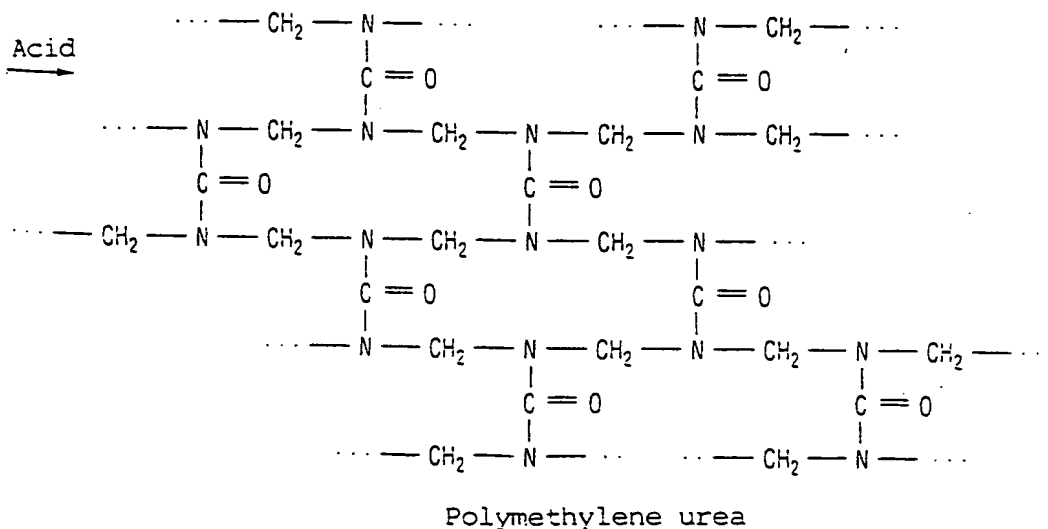 ··· — CH₂ — N — ··· ··· — N — CH₂ — ···
Acid
C = O C = O
··· — N — CH₂ — N — CH₂ — N — CH₂ — N — CH₂ — ···
C = O C = O
··· — CH₂ — N — CH₂ — N — CH₂ — N — CH₂ — N — ···
C = O C = O
··· — N — CH₂ — N — CH₂ — N — CH₂ — N — CH₂ — ···
C = O C = O
··· — CH₂ — N — ·· ·· — CH₂ — N — ···
Polymethylene urea